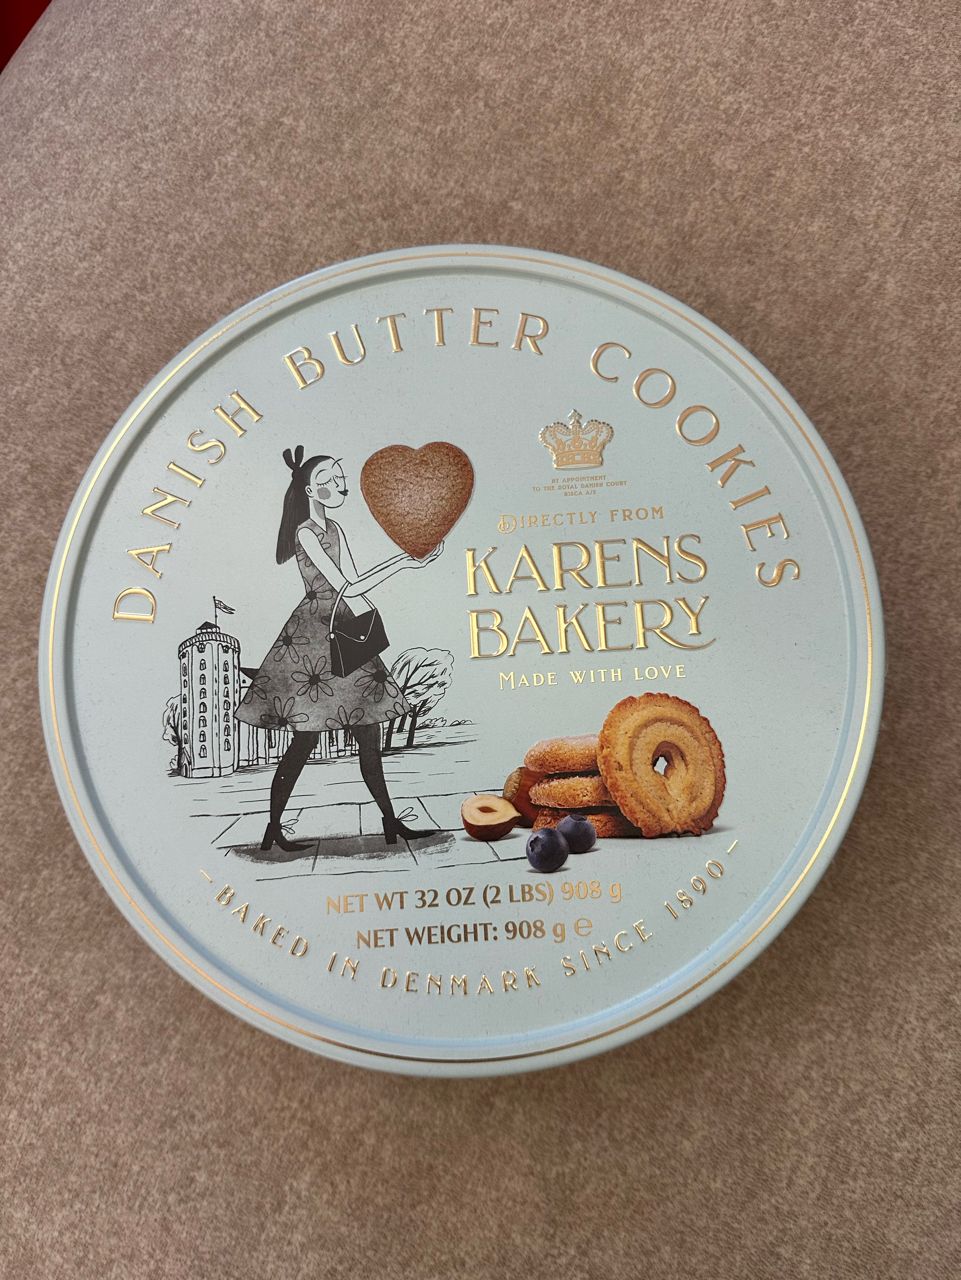 DANISH BUTTER COOKIES
BY APPOINTMENT
TO THE ROYAL DANISH COURT
BISCA A/S
DIRECTLY FROM
KARENS
BAKERY
MADE WITH LOVE
NET WT 32 OZ (2 LBS) 908 g
NET WEIGHT: 908 g ℮
- BAKED IN DENMARK SINCE 1890 -